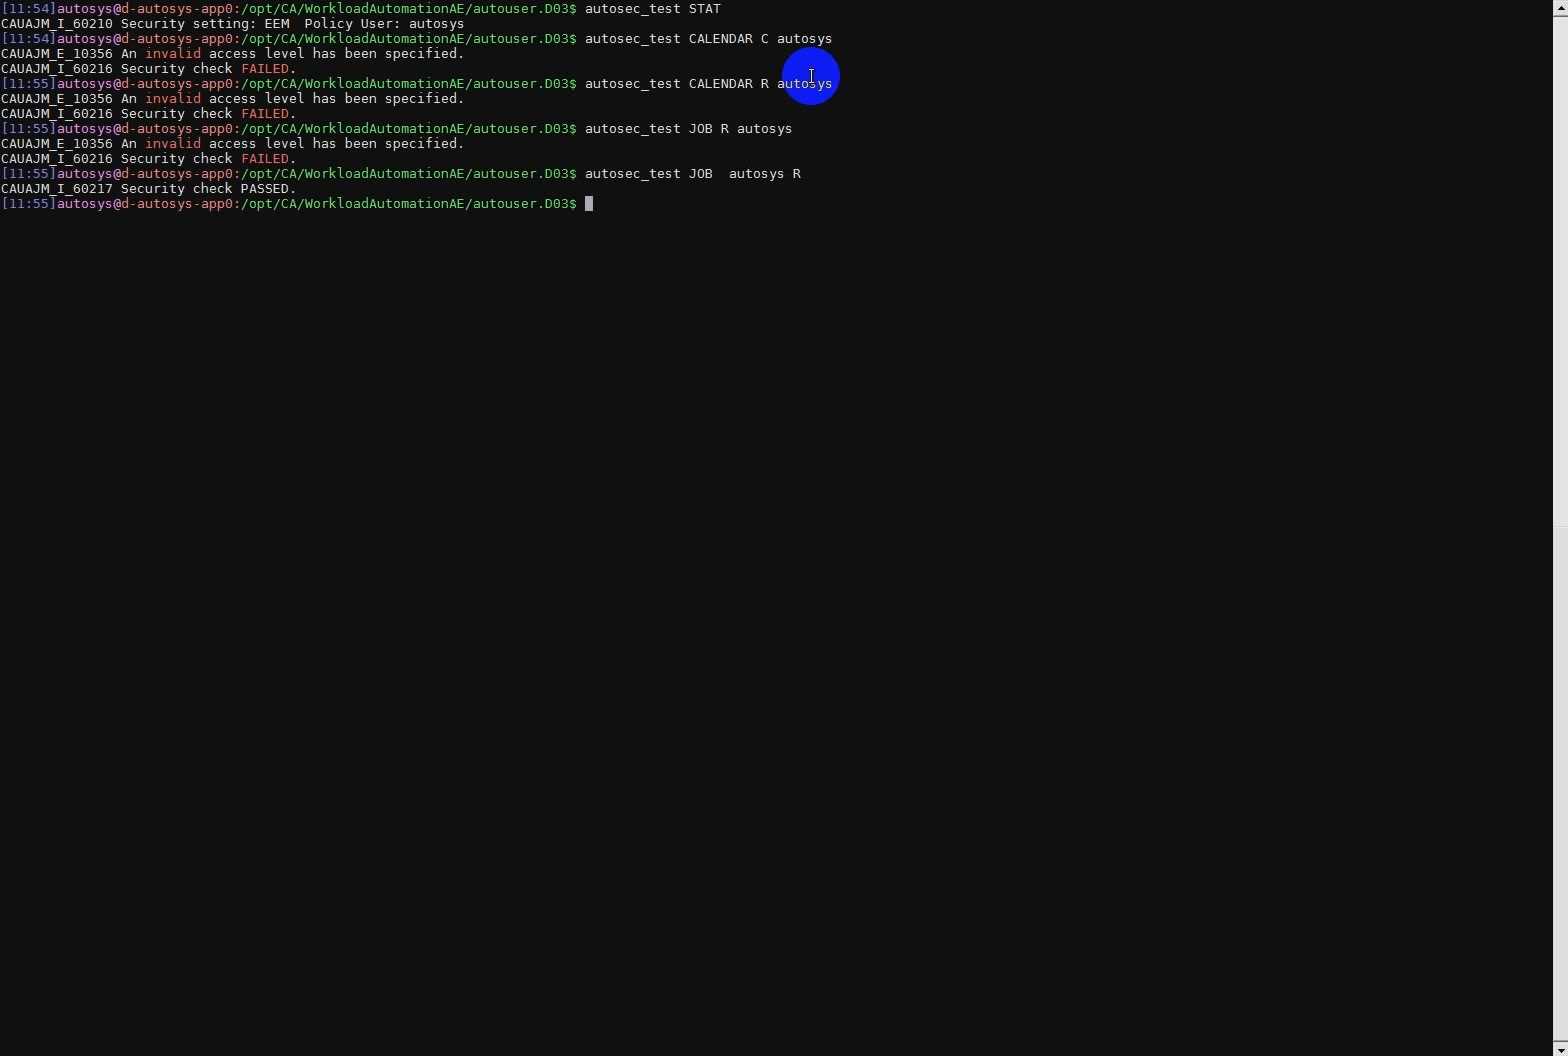 [11:54]autosys@d-autosys-app0:/opt/CA/WorkloadAutomationAE/autouser.D03$ autosec_test STAT
CAUAJM_I_60210 Security setting: EEM  Policy User: autosys
[11:54]autosys@d-autosys-app0:/opt/CA/WorkloadAutomationAE/autouser.D03$ autosec_test CALENDAR C autosys
CAUAJM_E_10356 An invalid access level has been specified.
CAUAJM_I_60216 Security check FAILED.
[11:55]autosys@d-autosys-app0:/opt/CA/WorkloadAutomationAE/autouser.D03$ autosec_test CALENDAR R autosys
CAUAJM_E_10356 An invalid access level has been specified.
CAUAJM_I_60216 Security check FAILED.
[11:55]autosys@d-autosys-app0:/opt/CA/WorkloadAutomationAE/autouser.D03$ autosec_test JOB R autosys
CAUAJM_E_10356 An invalid access level has been specified.
CAUAJM_I_60216 Security check FAILED.
[11:55]autosys@d-autosys-app0:/opt/CA/WorkloadAutomationAE/autouser.D03$ autosec_test JOB  autosys R
CAUAJM_I_60217 Security check PASSED.
[11:55]autosys@d-autosys-app0:/opt/CA/WorkloadAutomationAE/autouser.D03$